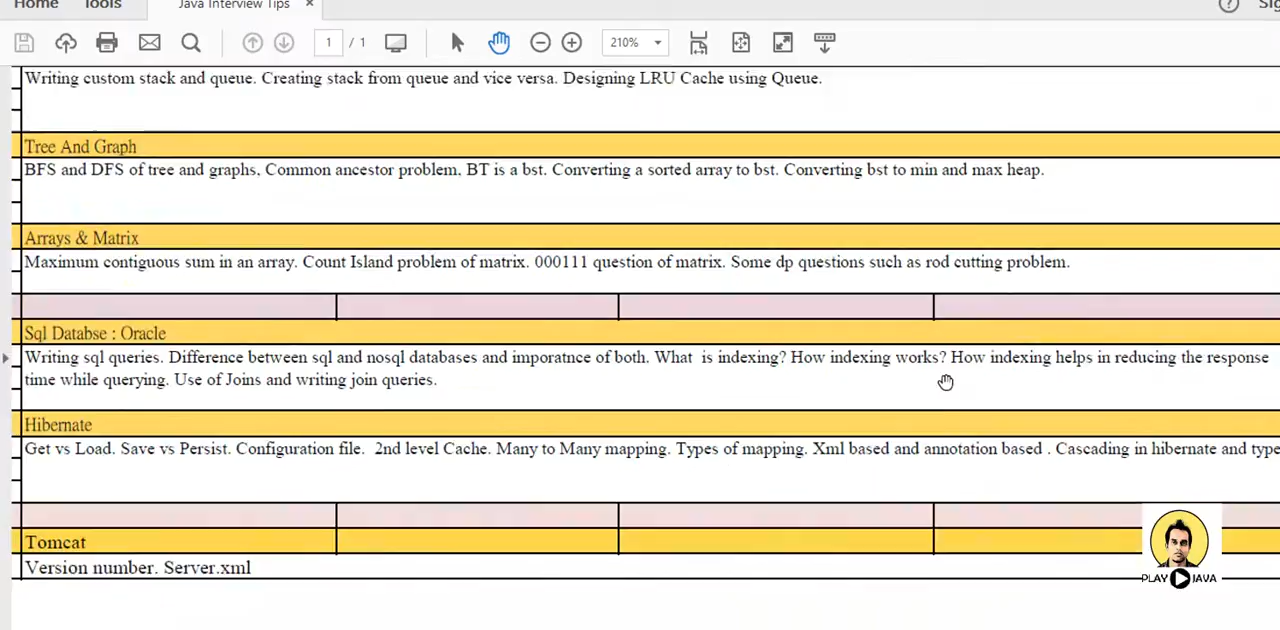 Home Tools Java Interview Tips ×
1 / 1 210%
Writing custom stack and queue. Creating stack from queue and vice versa. Designing LRU Cache using Queue.
Tree And Graph
BFS and DFS of tree and graphs, Common ancestor problem, BT is a bst. Converting a sorted array to bst. Converting bst to min and max heap.
Arrays & Matrix
Maximum contiguous sum in an array. Count Island problem of matrix. 000111 question of matrix. Some dp questions such as rod cutting problem.
Sql Databse : Oracle
Writing sql queries. Difference between sql and nosql databases and imporatnce of both. What is indexing? How indexing works? How indexing helps in reducing the response
time while querying. Use of Joins and writing join queries.
Hibernate
Get vs Load. Save vs Persist. Configuration file. 2nd level Cache. Many to Many mapping. Types of mapping. Xml based and annotation based . Cascading in hibernate and type
Tomcat
Version number. Server.xml
PLAY JAVA